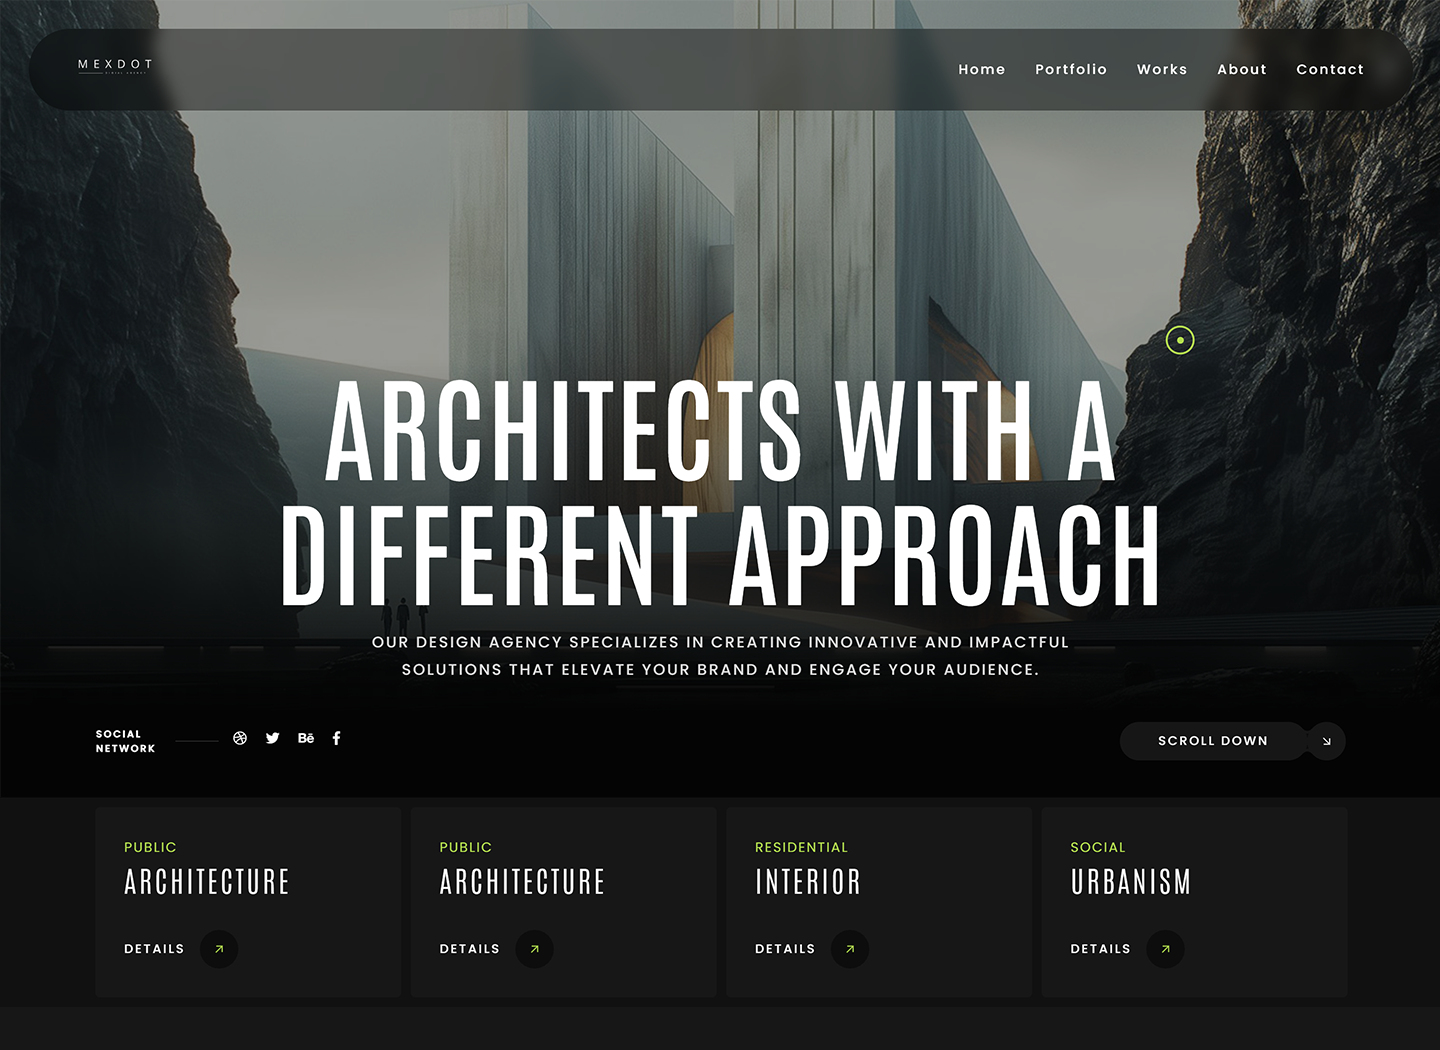 MEXDOT
Home Portfolio Works About Contact
ARCHITECTS WITH A
DIFFERENT APPROACH
OUR DESIGN AGENCY SPECIALIZES IN CREATING INNOVATIVE AND IMPACTFUL
SOLUTIONS THAT ELEVATE YOUR BRAND AND ENGAGE YOUR AUDIENCE.
SOCIAL
NETWORK
Bē
SCROLL DOWN
PUBLIC
ARCHITECTURE
DETAILS
PUBLIC
ARCHITECTURE
DETAILS
RESIDENTIAL
INTERIOR
DETAILS
SOCIAL
URBANISM
DETAILS